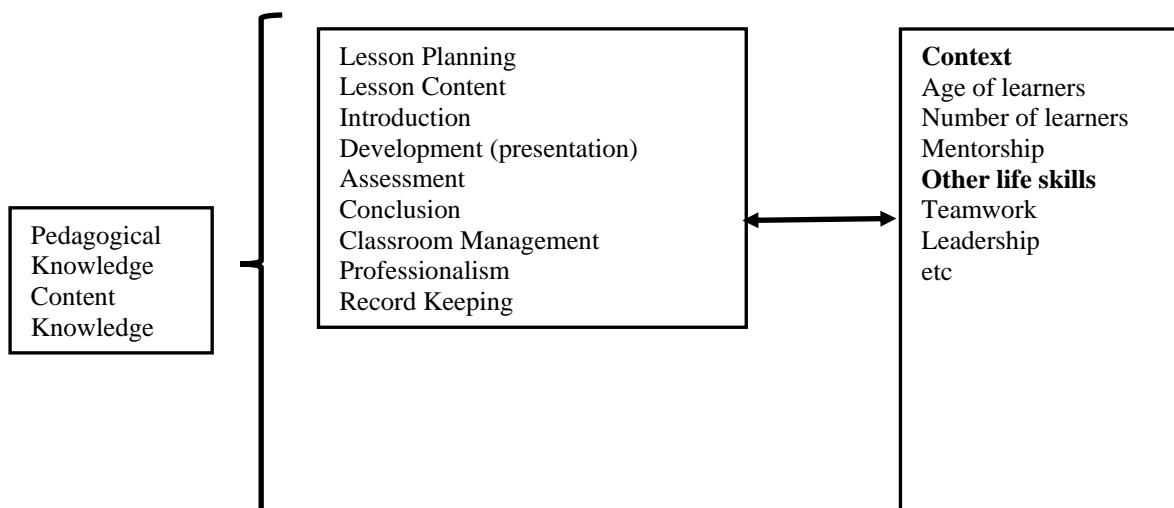 Pedagogical
Knowledge
Content
Knowledge
Lesson Planning
Lesson Content
Introduction
Development (presentation)
Assessment
Conclusion
Classroom Management
Professionalism
Record Keeping
Context
Age of learners
Number of learners
Mentorship
Other life skills
Teamwork
Leadership
etc